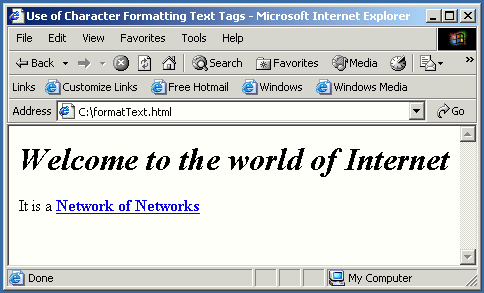 Use of Character Formatting Text Tags - Microsoft Internet Explorer
File Edit View Favorites Tools Help
Back Search Favorites Media »
Links Customize Links Free Hotmail Windows Windows Media
Address C:\formatText.html Go
Welcome to the world of Internet
It is a Network of Networks
Done My Computer